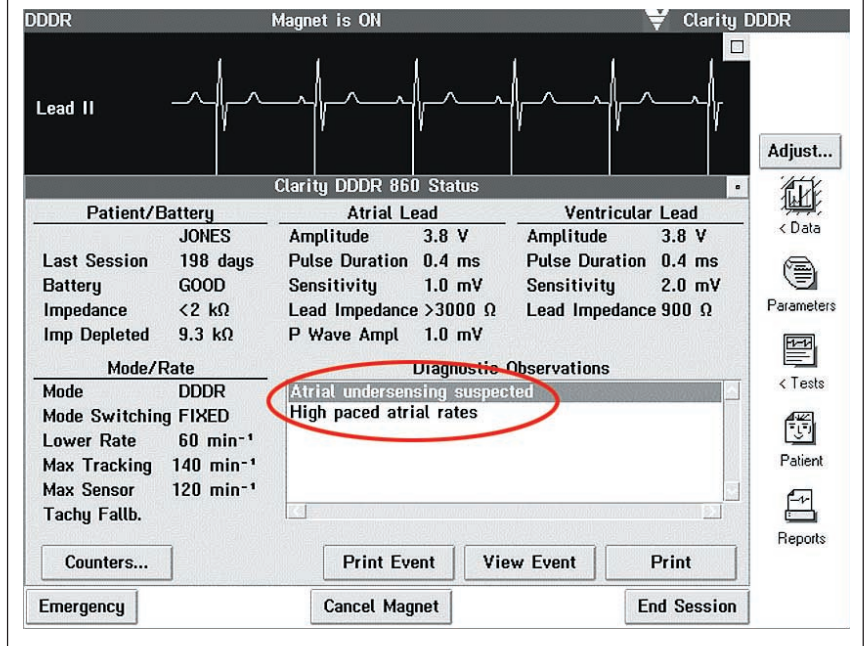 DDDR Magnet is ON Clarity DDDR
Lead II
Adjust...
Clarity DDDR 860 Status
Patient/Battery
JONES
Last Session 198 days
Battery GOOD
Impedance <2 kΩ
Imp Depleted 9.3 kΩ
Atrial Lead
Amplitude 3.8 V
Pulse Duration 0.4 ms
Sensitivity 1.0 mV
Lead Impedance >3000 Ω
P Wave Ampl 1.0 mV
Ventricular Lead
Amplitude 3.8 V
Pulse Duration 0.4 ms
Sensitivity 2.0 mV
Lead Impedance 900 Ω
Mode/Rate
Mode DDDR
Mode Switching FIXED
Lower Rate 60 min⁻¹
Max Tracking 140 min⁻¹
Max Sensor 120 min⁻¹
Tachy Fallb.
Diagnostic Observations
Atrial undersensing suspected
High paced atrial rates
Counters... Print Event View Event Print
Emergency Cancel Magnet End Session
< Data
Parameters
< Tests
Patient
Reports